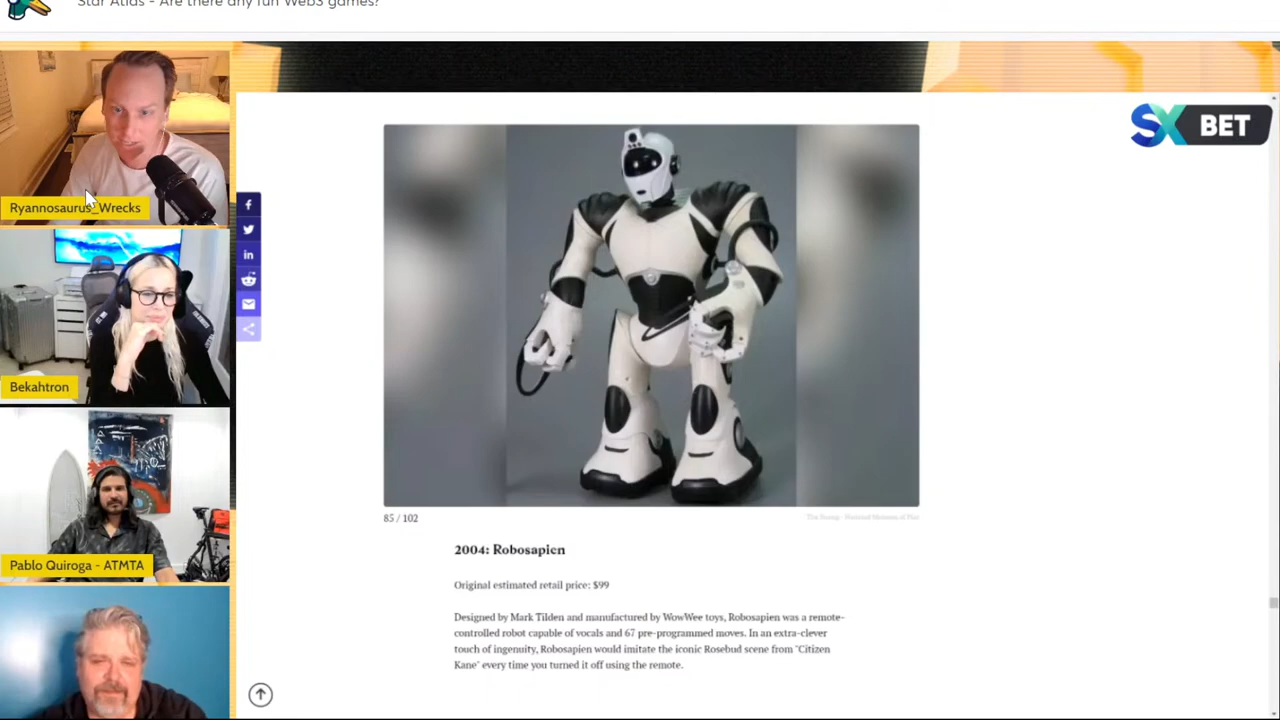 Star Atlas - Are there any fun Web3 games?
SX BET
Ryannosaurus_Wrecks
f
in
Bekahtron
85 / 102
2004: Robosapien
Pablo Quiroga - ATMTA
Original estimated retail price: $99
Designed by Mark Tilden and manufactured by WowWee toys, Robosapien was a remote-
controlled robot capable of vocals and 67 pre-programmed moves. In an extra-clever
touch of ingenuity, Robosapien would imitate the iconic Rosebud scene from "Citizen
Kane" every time you turned it off using the remote.